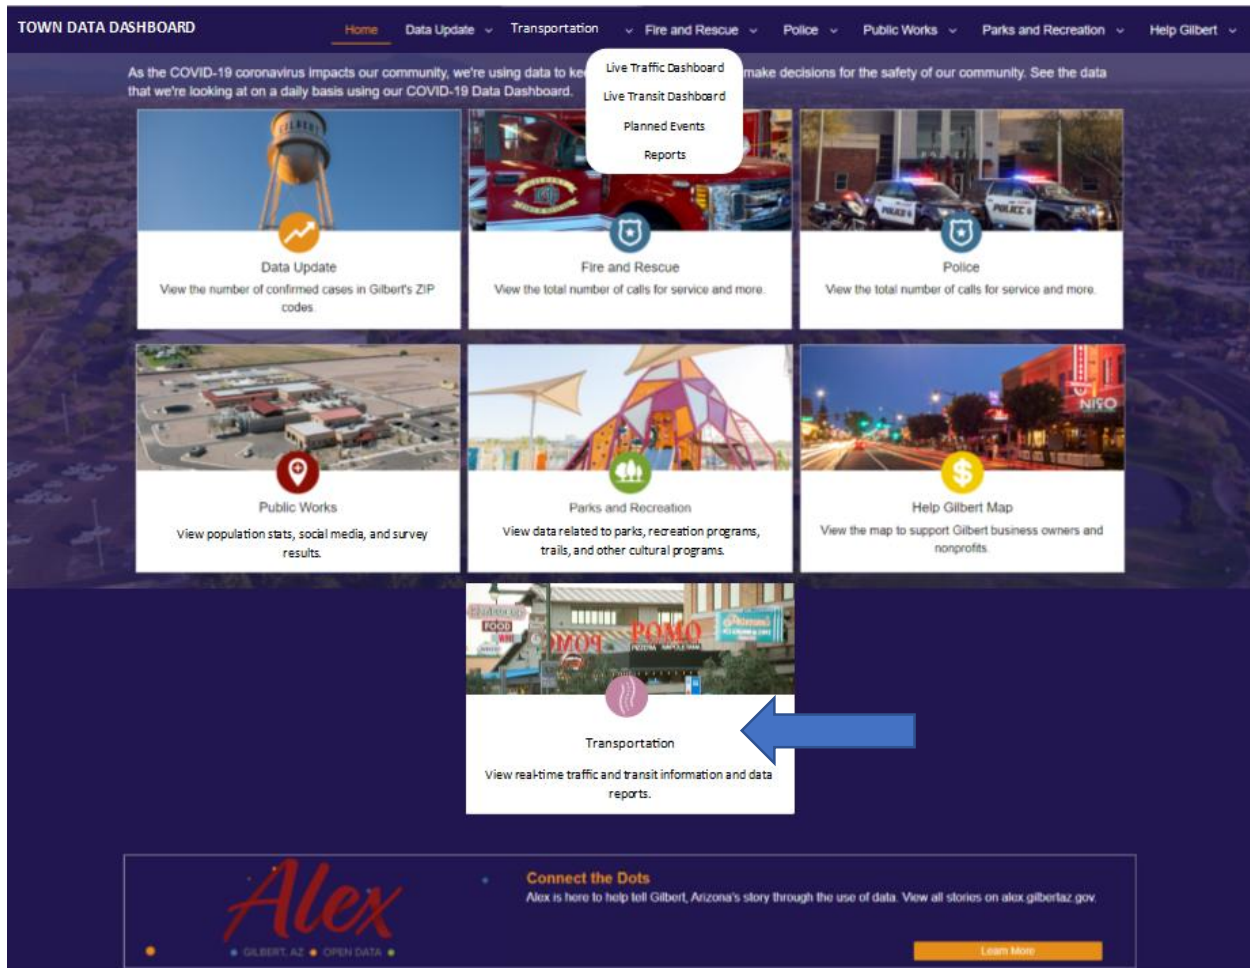 TOWN DATA DASHBOARD
Home
Data Update
Transportation
Fire and Rescue
Police
Public Works
Parks and Recreation
Help Gilbert
Live Traffic Dashboard
Live Transit Dashboard
Planned Events
Reports
As the COVID-19 coronavirus impacts our community, we're using data to ke make decisions for the safety of our community. See the data
that we're looking at on a daily basis using our COVID-19 Data Dashboard.
GILBERT
POLICE
POLICE
Data Update
View the number of confirmed cases in Gilbert's ZIP
codes.
Fire and Rescue
View the total number of calls for service and more.
Police
View the total number of calls for service and more.
NICO
Public Works
View population stats, social media, and survey
results.
Parks and Recreation
View data related to parks, recreation programs,
trails, and other cultural programs.
Help Gilbert Map
View the map to support Gilbert business owners and
nonprofits.
FOOD
POMO
POMO
PIZZERIA NAPOLETANA
Transportation
View real-time traffic and transit information and data
reports.
Alex
GILBERT, AZ OPEN DATA
Connect the Dots
Alex is here to help tell Gilbert, Arizona's story through the use of data. View all stories on alex.gilbertaz.gov.
Learn More